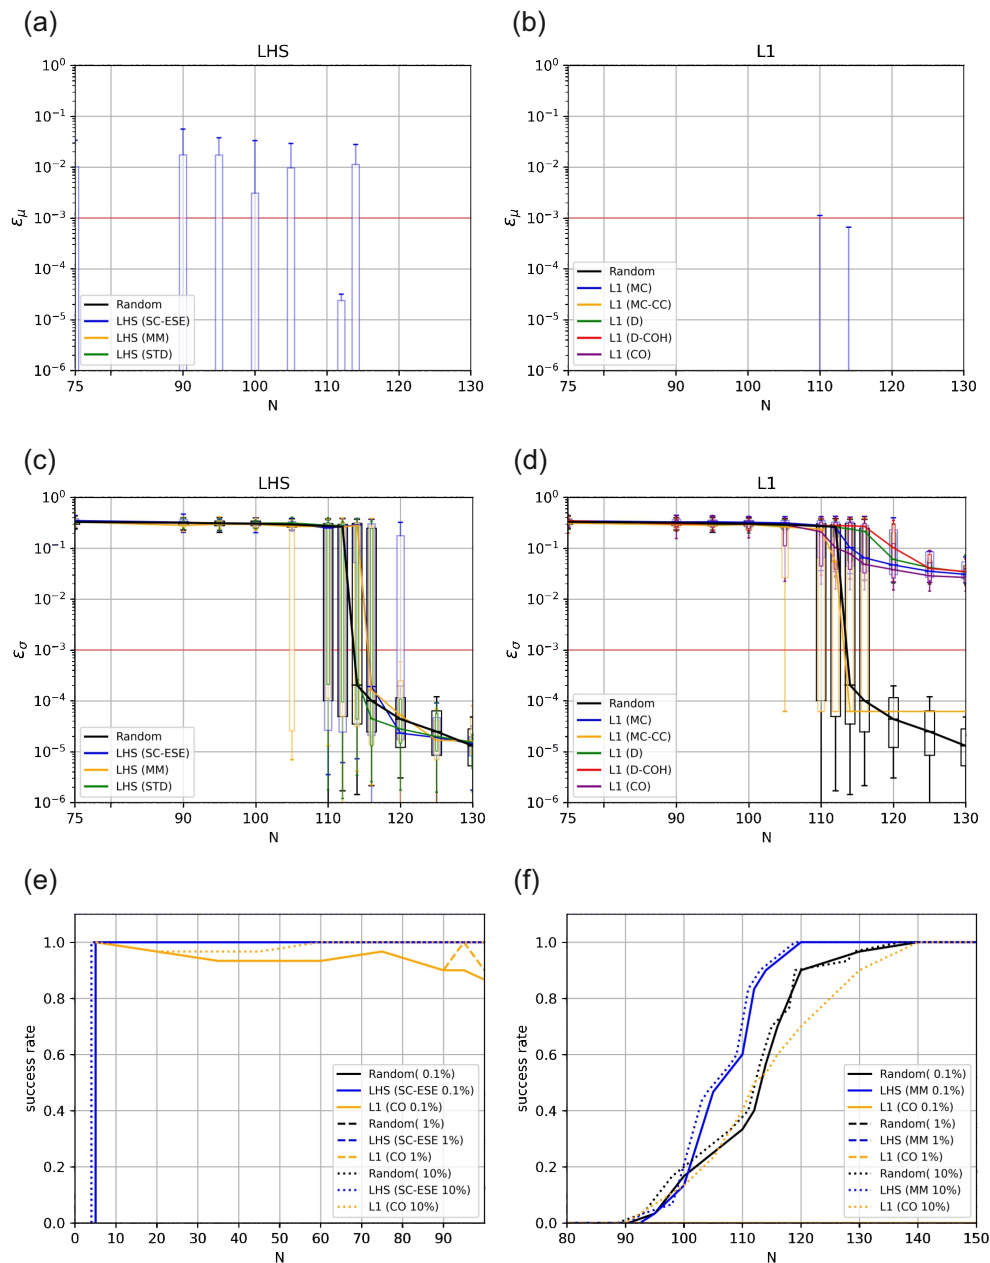 (a)
LHS
10^0
10^-1
10^-2
10^-3
10^-4
10^-5
10^-6
ε_μ
75 90 100 110 120 130
N
Random
LHS (SC-ESE)
LHS (MM)
LHS (STD)
(b)
L1
10^0
10^-1
10^-2
10^-3
10^-4
10^-5
10^-6
ε_μ
75 90 100 110 120 130
N
Random
L1 (MC)
L1 (MC-CC)
L1 (D)
L1 (D-COH)
L1 (CO)
(c)
LHS
10^0
10^-1
10^-2
10^-3
10^-4
10^-5
10^-6
ε_σ
75 90 100 110 120 130
N
Random
LHS (SC-ESE)
LHS (MM)
LHS (STD)
(d)
L1
10^0
10^-1
10^-2
10^-3
10^-4
10^-5
10^-6
ε_σ
75 90 100 110 120 130
N
Random
L1 (MC)
L1 (MC-CC)
L1 (D)
L1 (D-COH)
L1 (CO)
(e)
1.0
0.8
0.6
0.4
0.2
0.0
success rate
0 10 20 30 40 50 60 70 80 90
N
Random( 0.1%)
LHS (SC-ESE 0.1%)
L1 (CO 0.1%)
Random( 1%)
LHS (SC-ESE 1%)
L1 (CO 1%)
Random( 10%)
LHS (SC-ESE 10%)
L1 (CO 10%)
(f)
1.0
0.8
0.6
0.4
0.2
0.0
success rate
80 90 100 110 120 130 140 150
N
Random( 0.1%)
LHS (MM 0.1%)
L1 (CO 0.1%)
Random( 1%)
LHS (MM 1%)
L1 (CO 1%)
Random( 10%)
LHS (MM 10%)
L1 (CO 10%)